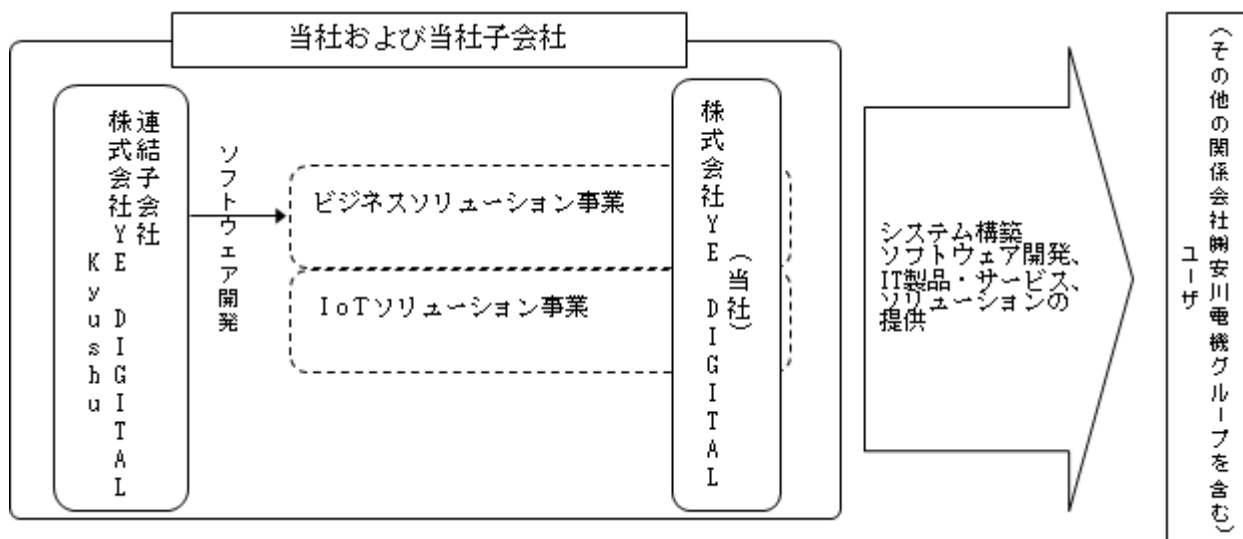 当社および当社子会社
連結子会社
株式会社YE DIGITAL
Kyushu
ソフトウェア開発
ビジネスソリューション事業
IoTソリューション事業
株式会社YE DIGITAL
(当社)
システム構築
ソフトウェア開発、
IT製品・サービス、
ソリューションの
提供
(その他の関係会社㈱安川電機グループを含む)
ユーザ